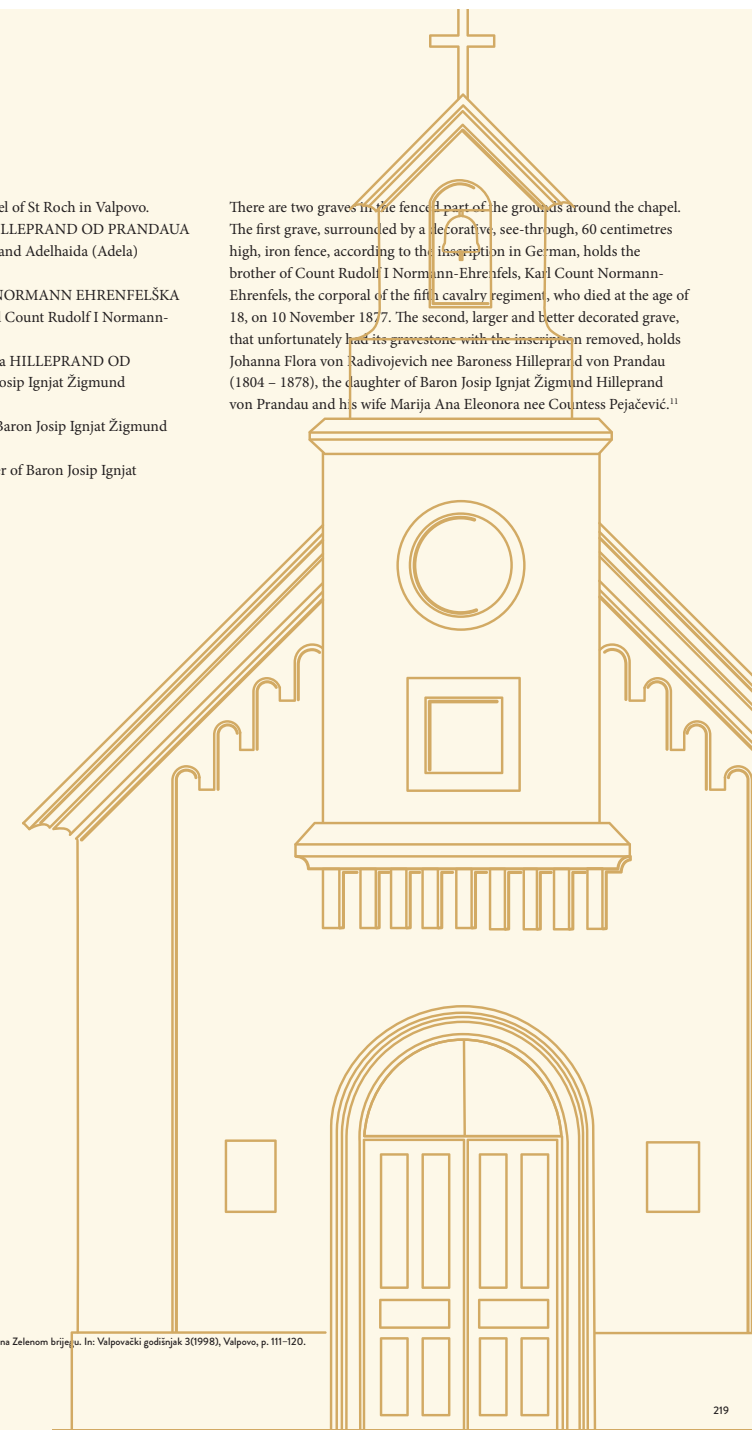 el of St Roch in Valpovo.
ILLEPRAND OD PRANDAUA
and Adelhaida (Adela)
NORMANN EHRENFELŠKA
l Count Rudolf I Normann-
a HILLEPRAND OD
osip Ignjat Žigmund
Baron Josip Ignjat Žigmund
r of Baron Josip Ignjat
There are two graves in the fenced part of the grounds around the chapel.
The first grave, surrounded by a decorative, see-through, 60 centimetres
high, iron fence, according to the inscription in German, holds the
brother of Count Rudolf I Normann-Ehrenfels, Karl Count Normann-
Ehrenfels, the corporal of the fifth cavalry regiment, who died at the age of
18, on 10 November 1877. The second, larger and better decorated grave,
that unfortunately had its gravestone with the inscription removed, holds
Johanna Flora von Radivojevich nee Baroness Hilleprand von Prandau
(1804 – 1878), the daughter of Baron Josip Ignjat Žigmund Hilleprand
von Prandau and his wife Marija Ana Eleonora nee Countess Pejačević.¹¹
na Zelenom brijegu. In: Valpovački godišnjak 3(1998), Valpovo, p. 111–120.
219